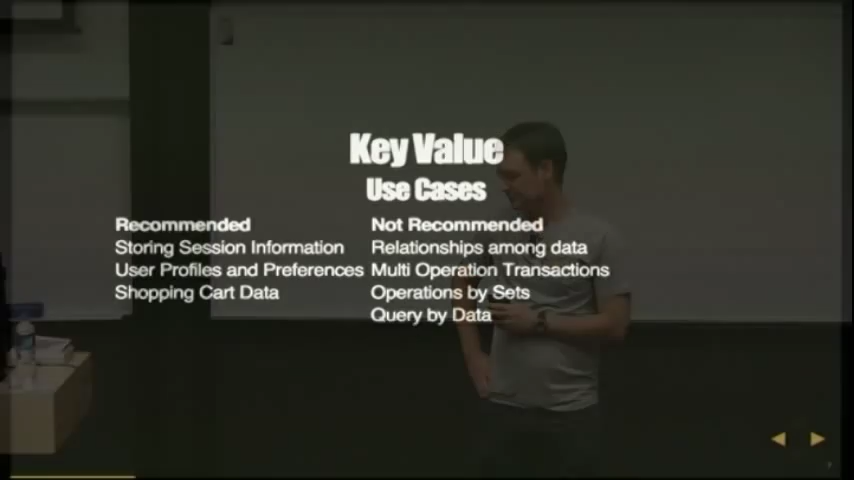 Key Value
Use Cases
Recommended
Storing Session Information
User Profiles and Preferences
Shopping Cart Data
Not Recommended
Relationships among data
Multi Operation Transactions
Operations by Sets
Query by Data